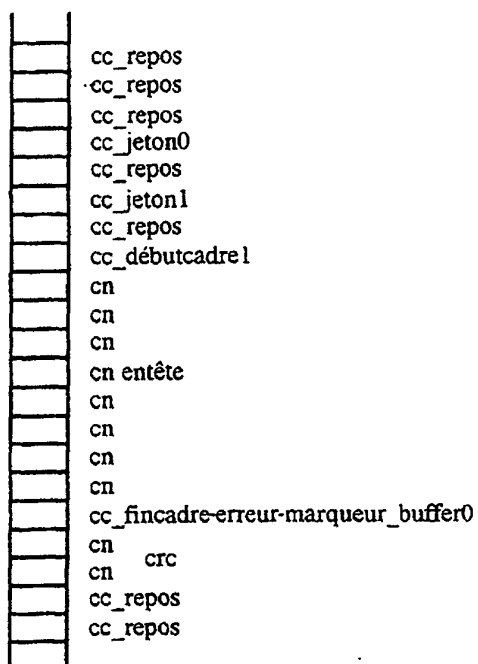 cc_repos
cc_repos
cc_repos
cc_jeton0
cc_repos
cc_jeton1
cc_repos
cc_débutcadre1
cn
cn
cn
cn entête
cn
cn
cn
cn
cc_fincadre-erreur-marqueur_buffer0
cn
crc
cn
cc_repos
cc_repos